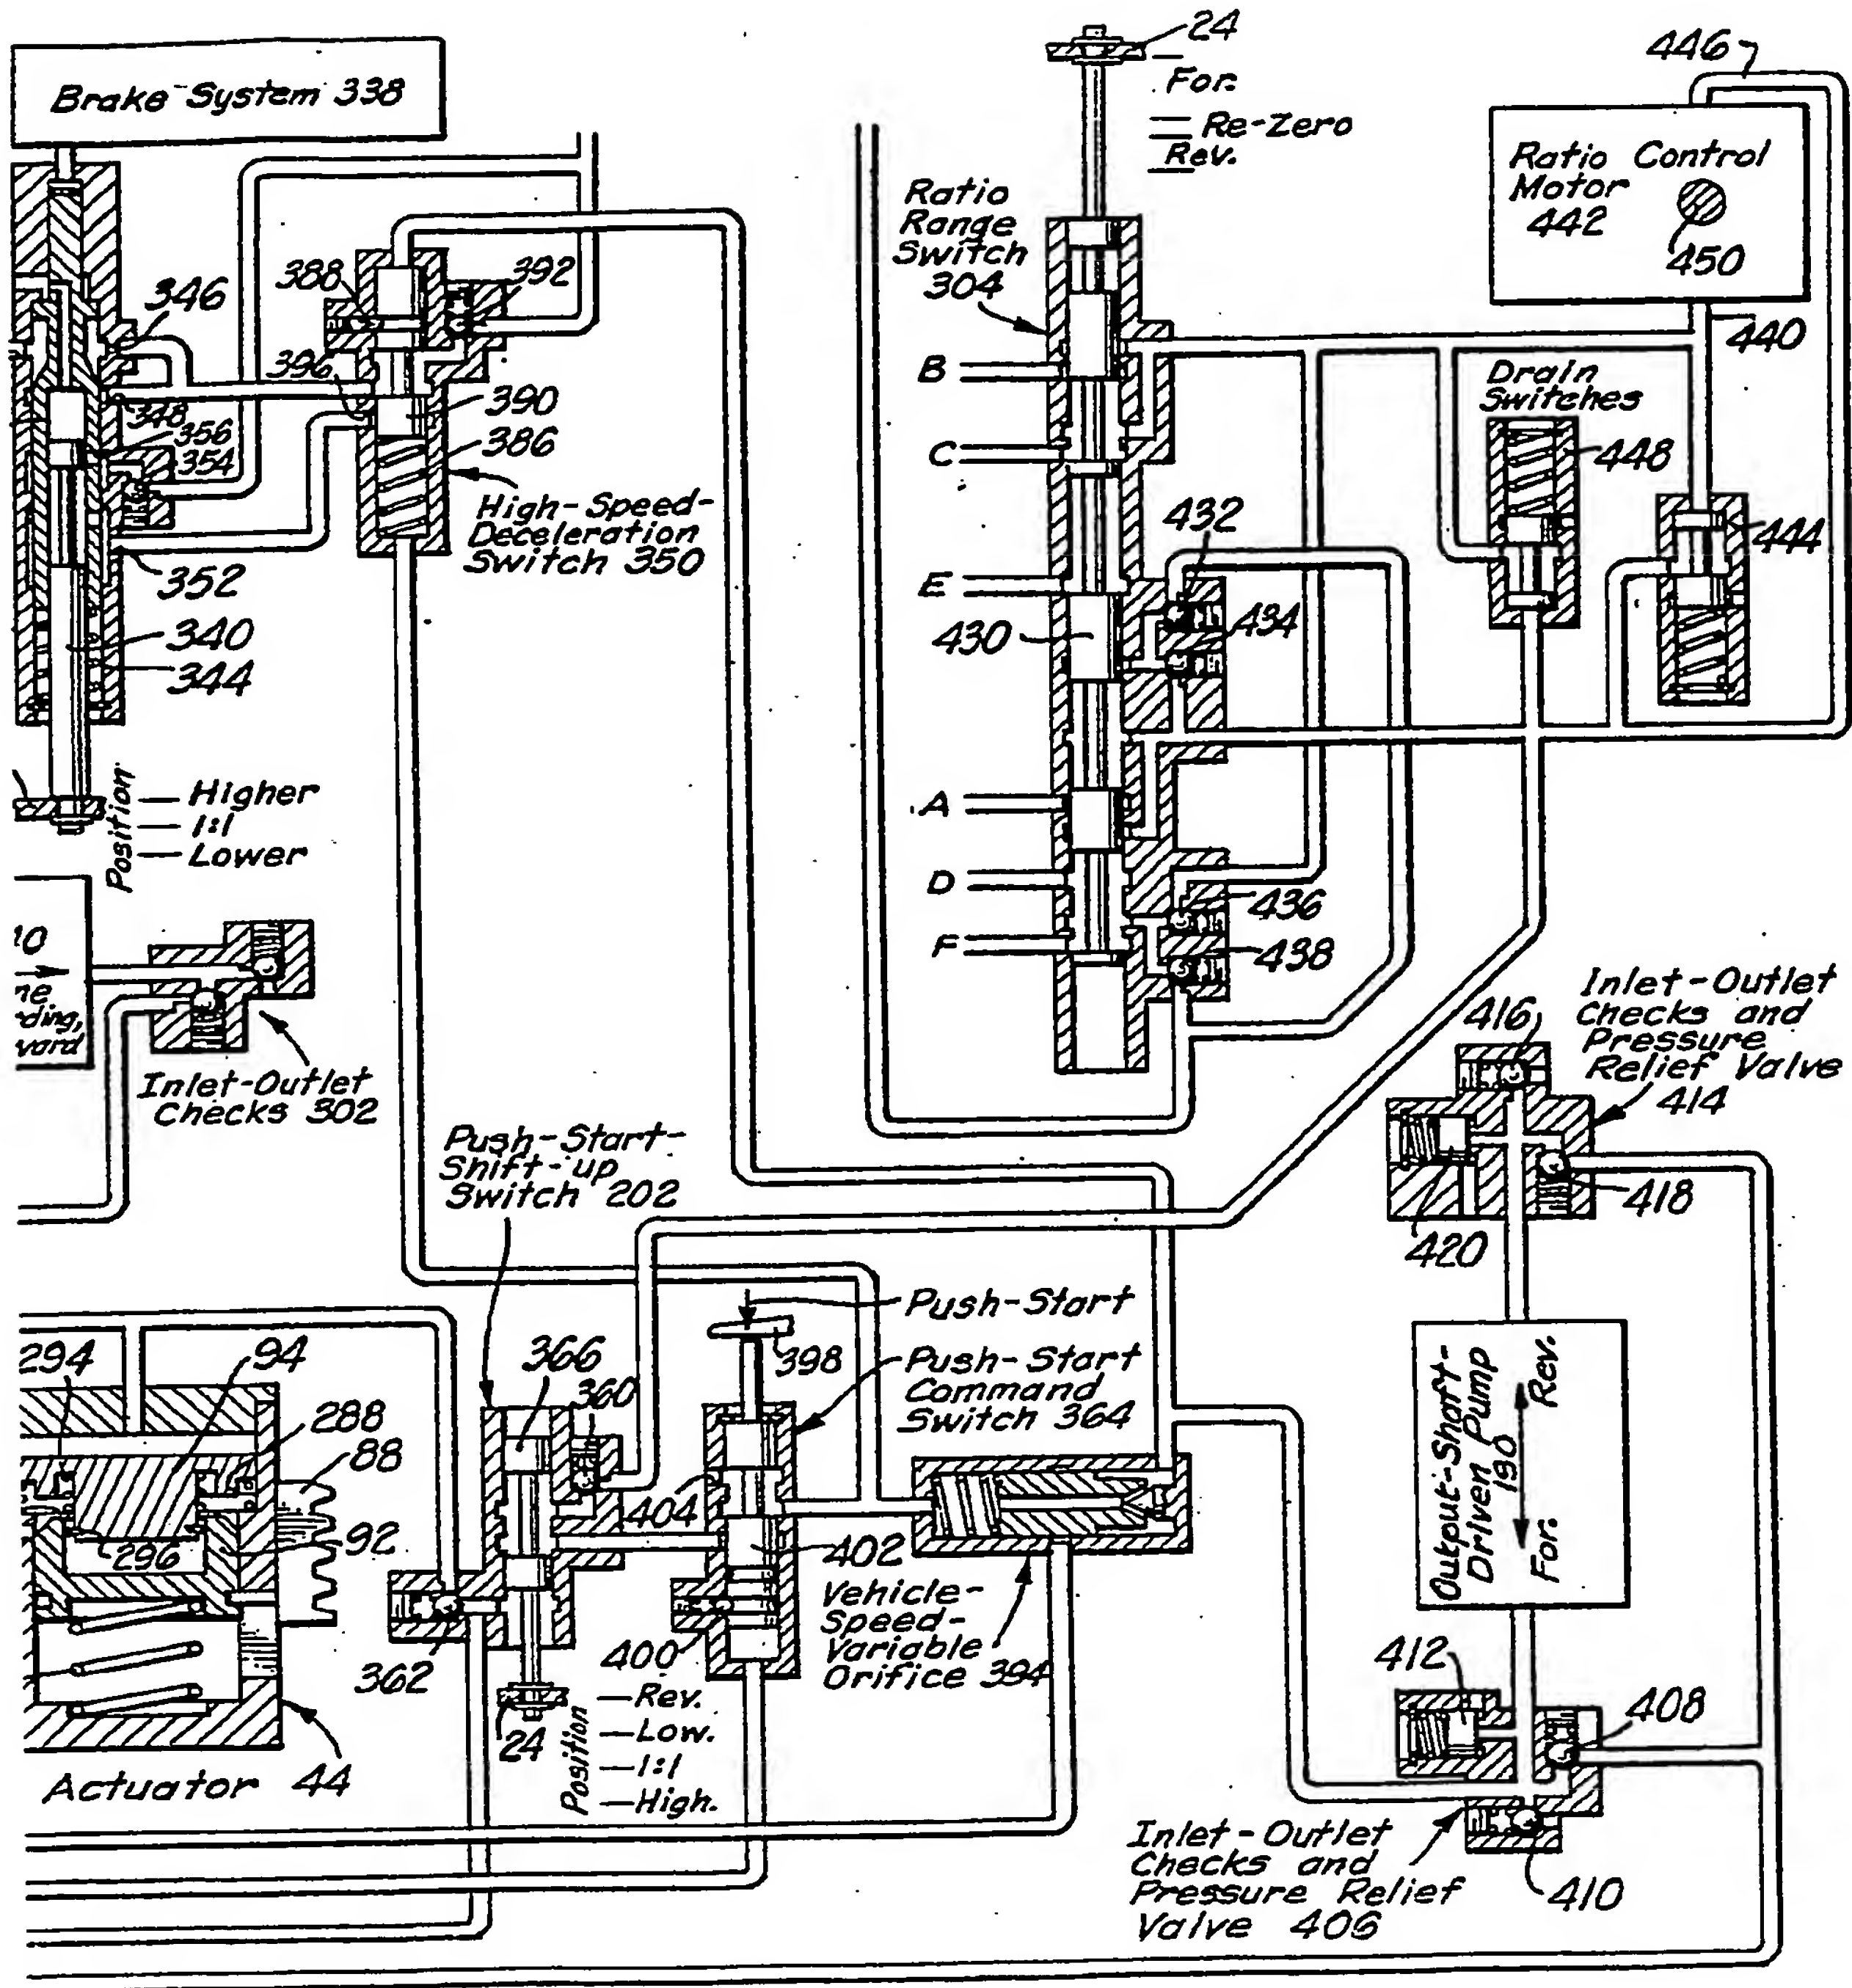 24
For.
Re-Zero
Rev.
446
Brake System 338
Ratio Control
Motor
442
450
440
Ratio
Range
Switch
304
388
392
346
396
348
390
356
354
386
B
C
Drain
Switches
448
444
High-Speed-
Deceleration
Switch 350
352
E
432
434
430
340
344
Position
Higher
1:1
Lower
A
D
F
436
438
10
ne
ding,
vard
Inlet-Outlet
Checks 302
Inlet-Outlet
Checks and
Pressure
Relief Valve
414
416
418
420
Push-Start-
Shift-up
Switch 202
Push-Start
398
Push-Start
Command
Switch 364
366
360
294
94
288
88
296
92
404
402
400
362
24
Position
Rev.
Low.
1:1
High.
Vehicle-
Speed-
Variable
Orifice 394
Output-Shaft-
Driven Pump
190
Rev.
For.
412
408
410
Actuator 44
Inlet-Outlet
Checks and
Pressure Relief
Valve 406